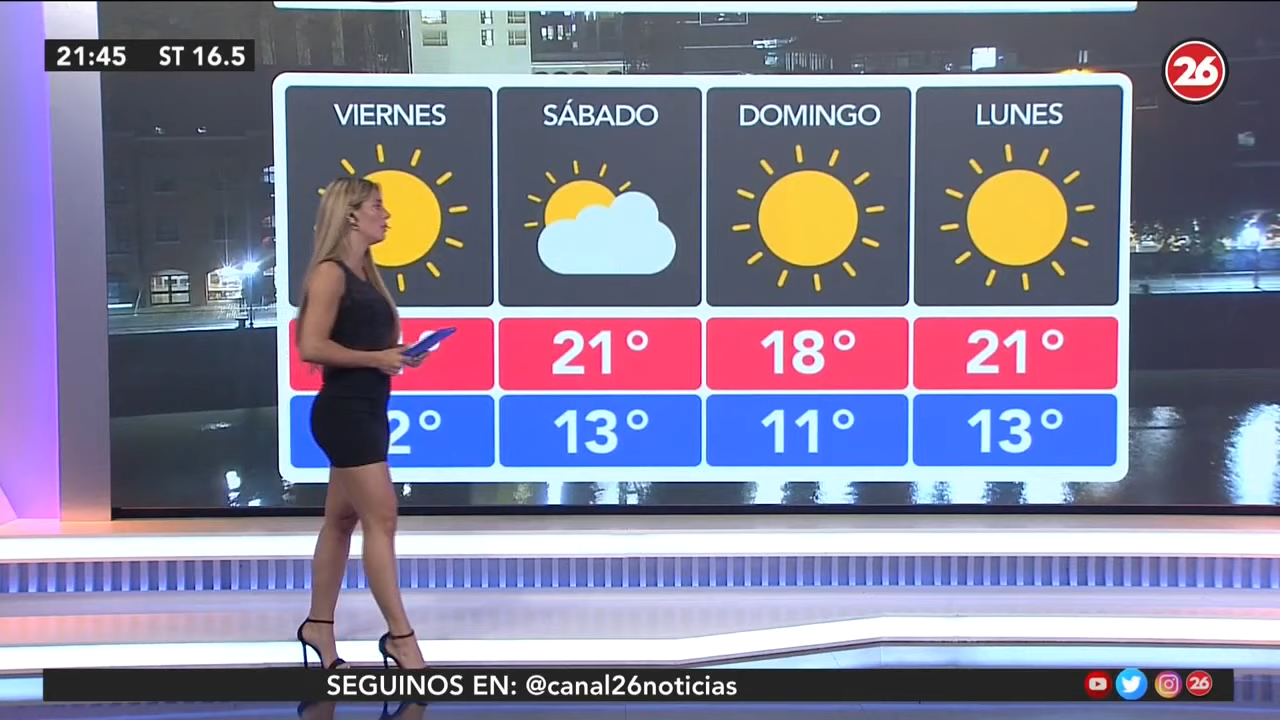 21:45 ST 16.5
26
VIERNES SÁBADO DOMINGO LUNES
21° 18° 21°
2° 13° 11° 13°
SEGUINOS EN: @canal26noticias
26